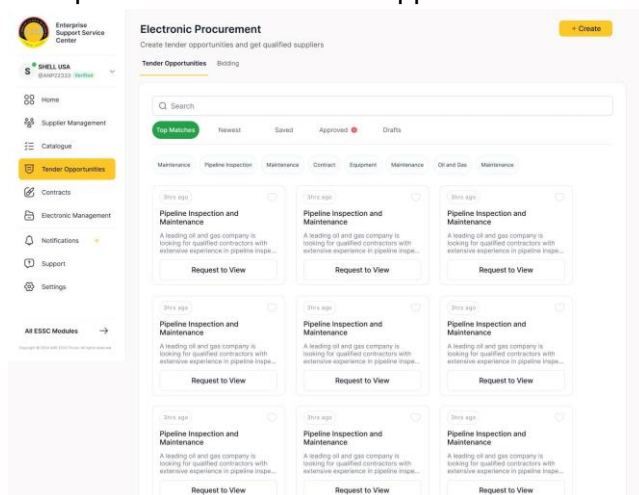 Enterprise
Support Service
Center
S SHELL USA
@ANP22333 Verified
Home
Supplier Management
Catalogue
Tender Opportunities
Contracts
Electronic Management
Notifications
Support
Settings
All ESSC Modules →
Electronic Procurement
+ Create
Create tender opportunities and get qualified suppliers
Tender Opportunities Bidding
Search
Top Matches Newest Saved Approved Drafts
Maintenance Pipeline Inspection Maintenance Contract Equipment Maintenance Oil and Gas Maintenance
3hrs ago
Pipeline Inspection and
Maintenance
A leading oil and gas company is
looking for qualified contractors with
extensive experience in pipeline inspe...
Request to View
3hrs ago
Pipeline Inspection and
Maintenance
A leading oil and gas company is
looking for qualified contractors with
extensive experience in pipeline inspe...
Request to View
3hrs ago
Pipeline Inspection and
Maintenance
A leading oil and gas company is
looking for qualified contractors with
extensive experience in pipeline inspe...
Request to View
3hrs ago
Pipeline Inspection and
Maintenance
A leading oil and gas company is
looking for qualified contractors with
extensive experience in pipeline inspe...
Request to View
3hrs ago
Pipeline Inspection and
Maintenance
A leading oil and gas company is
looking for qualified contractors with
extensive experience in pipeline inspe...
Request to View
3hrs ago
Pipeline Inspection and
Maintenance
A leading oil and gas company is
looking for qualified contractors with
extensive experience in pipeline inspe...
Request to View
3hrs ago
Pipeline Inspection and
Maintenance
A leading oil and gas company is
looking for qualified contractors with
extensive experience in pipeline inspe...
Request to View
3hrs ago
Pipeline Inspection and
Maintenance
A leading oil and gas company is
looking for qualified contractors with
extensive experience in pipeline inspe...
Request to View
3hrs ago
Pipeline Inspection and
Maintenance
A leading oil and gas company is
looking for qualified contractors with
extensive experience in pipeline inspe...
Request to View